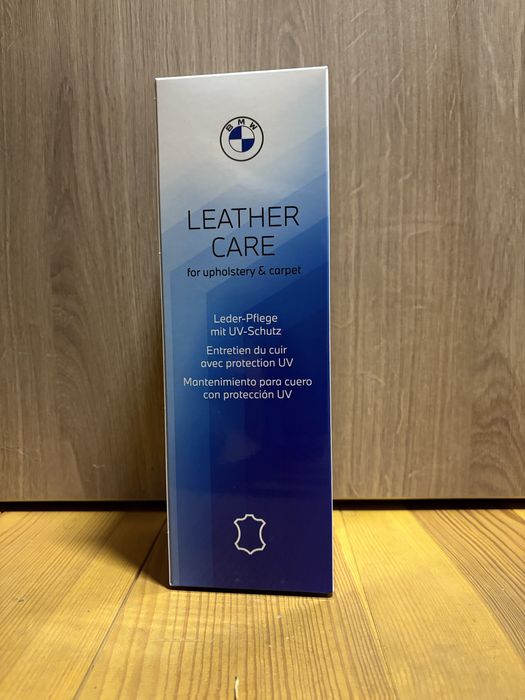 BMW
LEATHER
CARE
for upholstery & carpet
Leder-Pflege
mit UV-Schutz
Entretien du cuir
avec protection UV
Mantenimiento para cuero
con protección UV